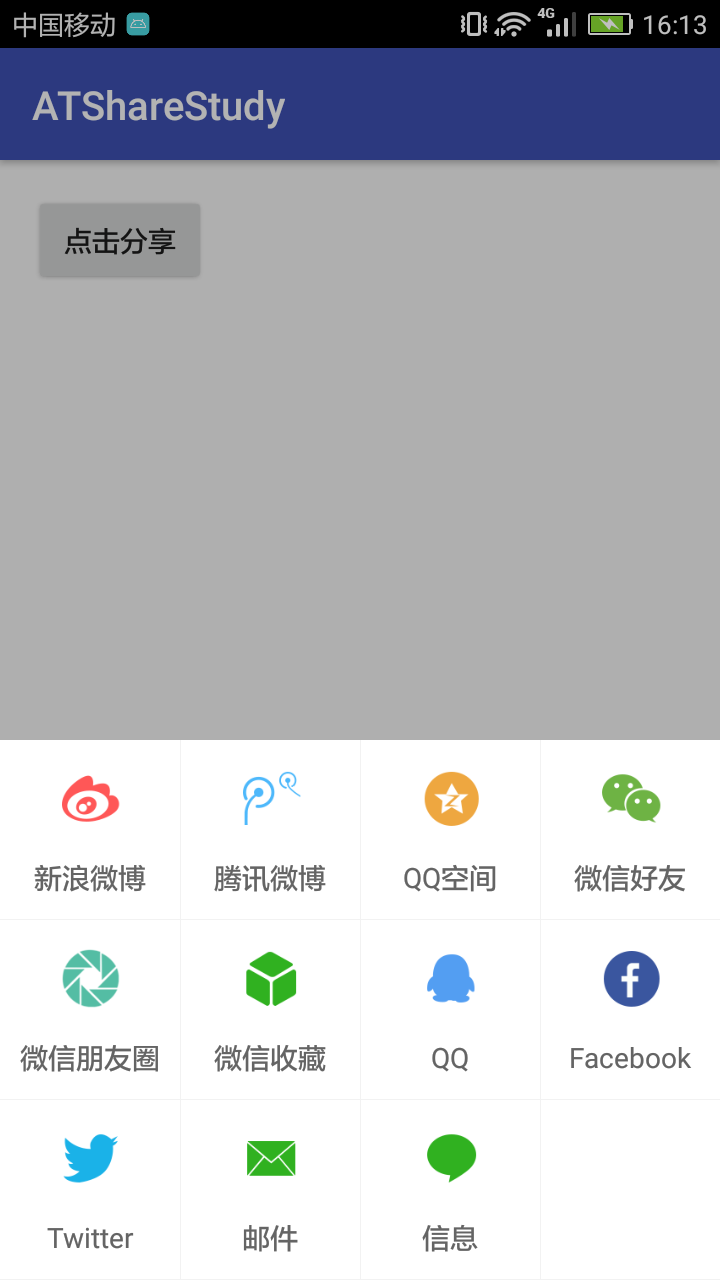 中国移动 4G 16:13
ATShareStudy
点击分享
新浪微博 腾讯微博 QQ空间 微信好友
微信朋友圈 微信收藏 QQ Facebook
Twitter 邮件 信息